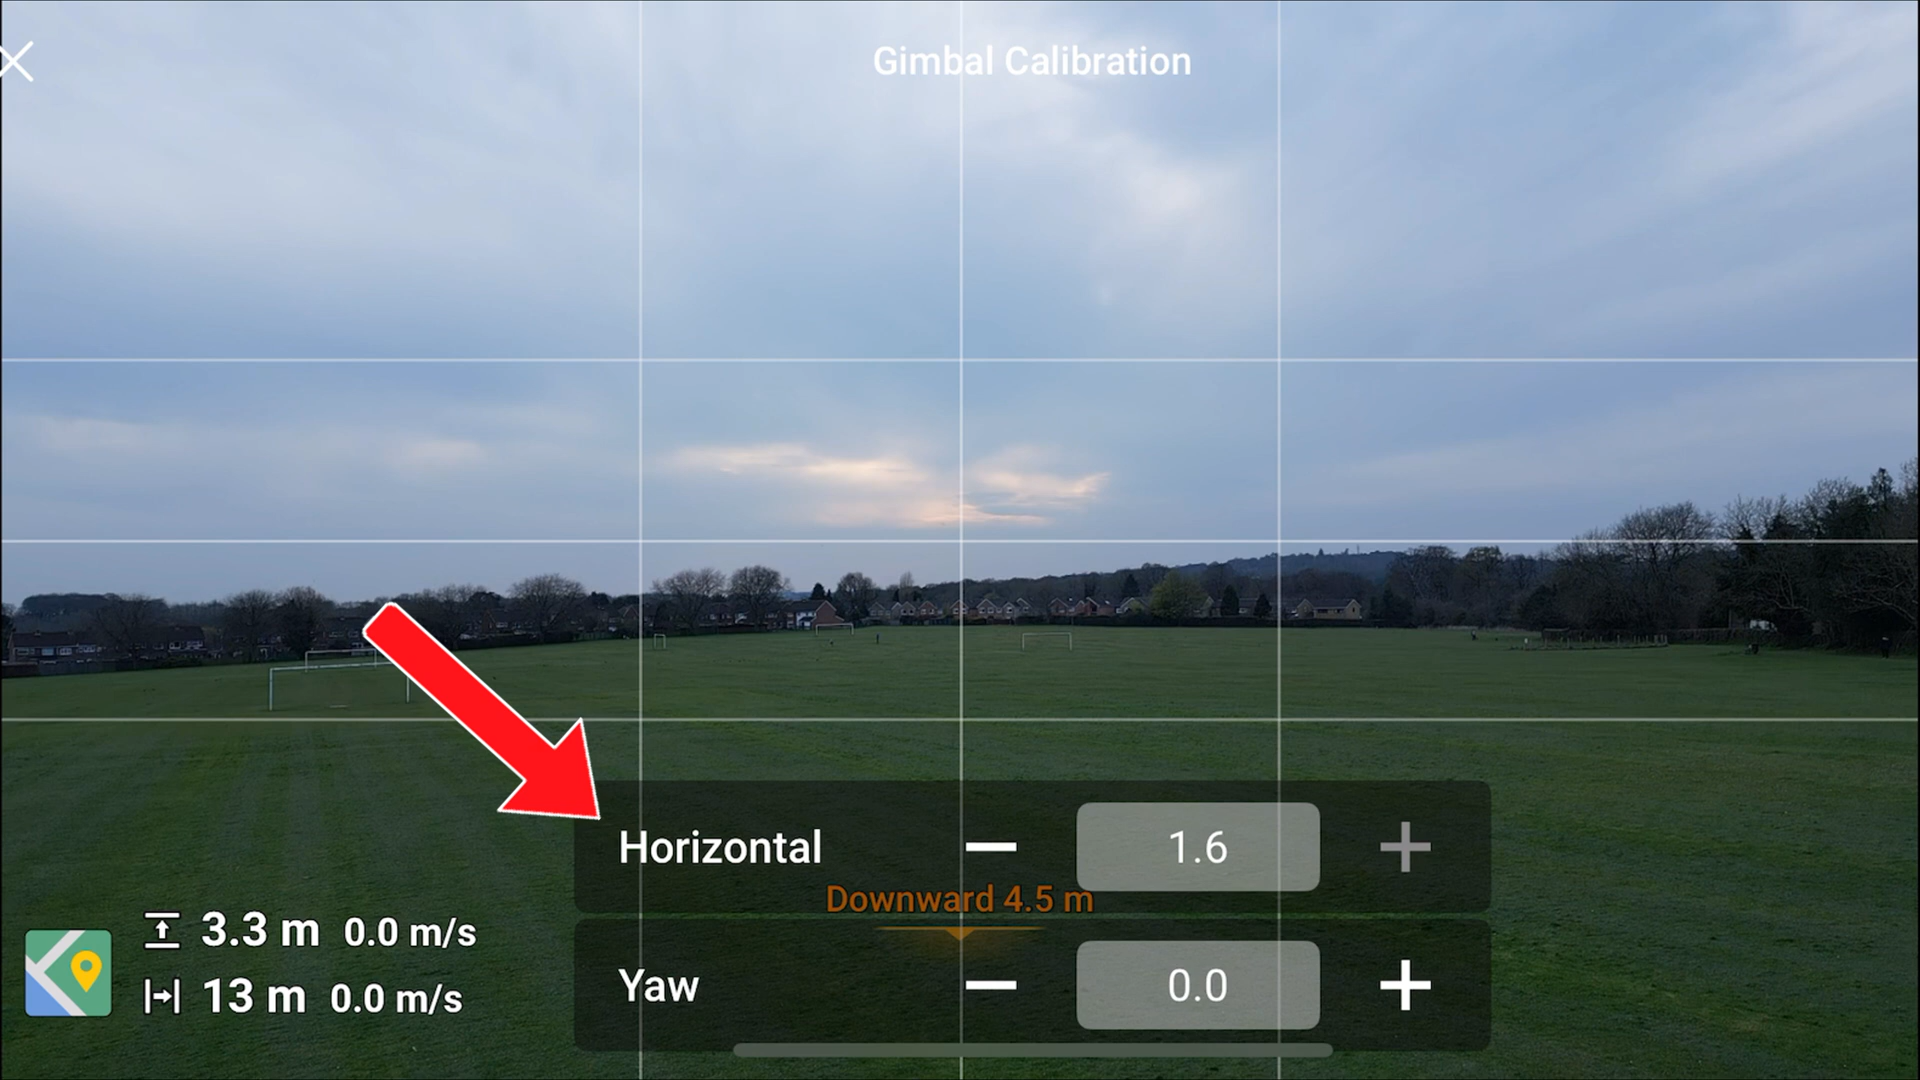 Gimbal Calibration
Horizontal 1.6
Downward 4.5 m
3.3 m 0.0 m/s
Yaw 0.0
13 m 0.0 m/s